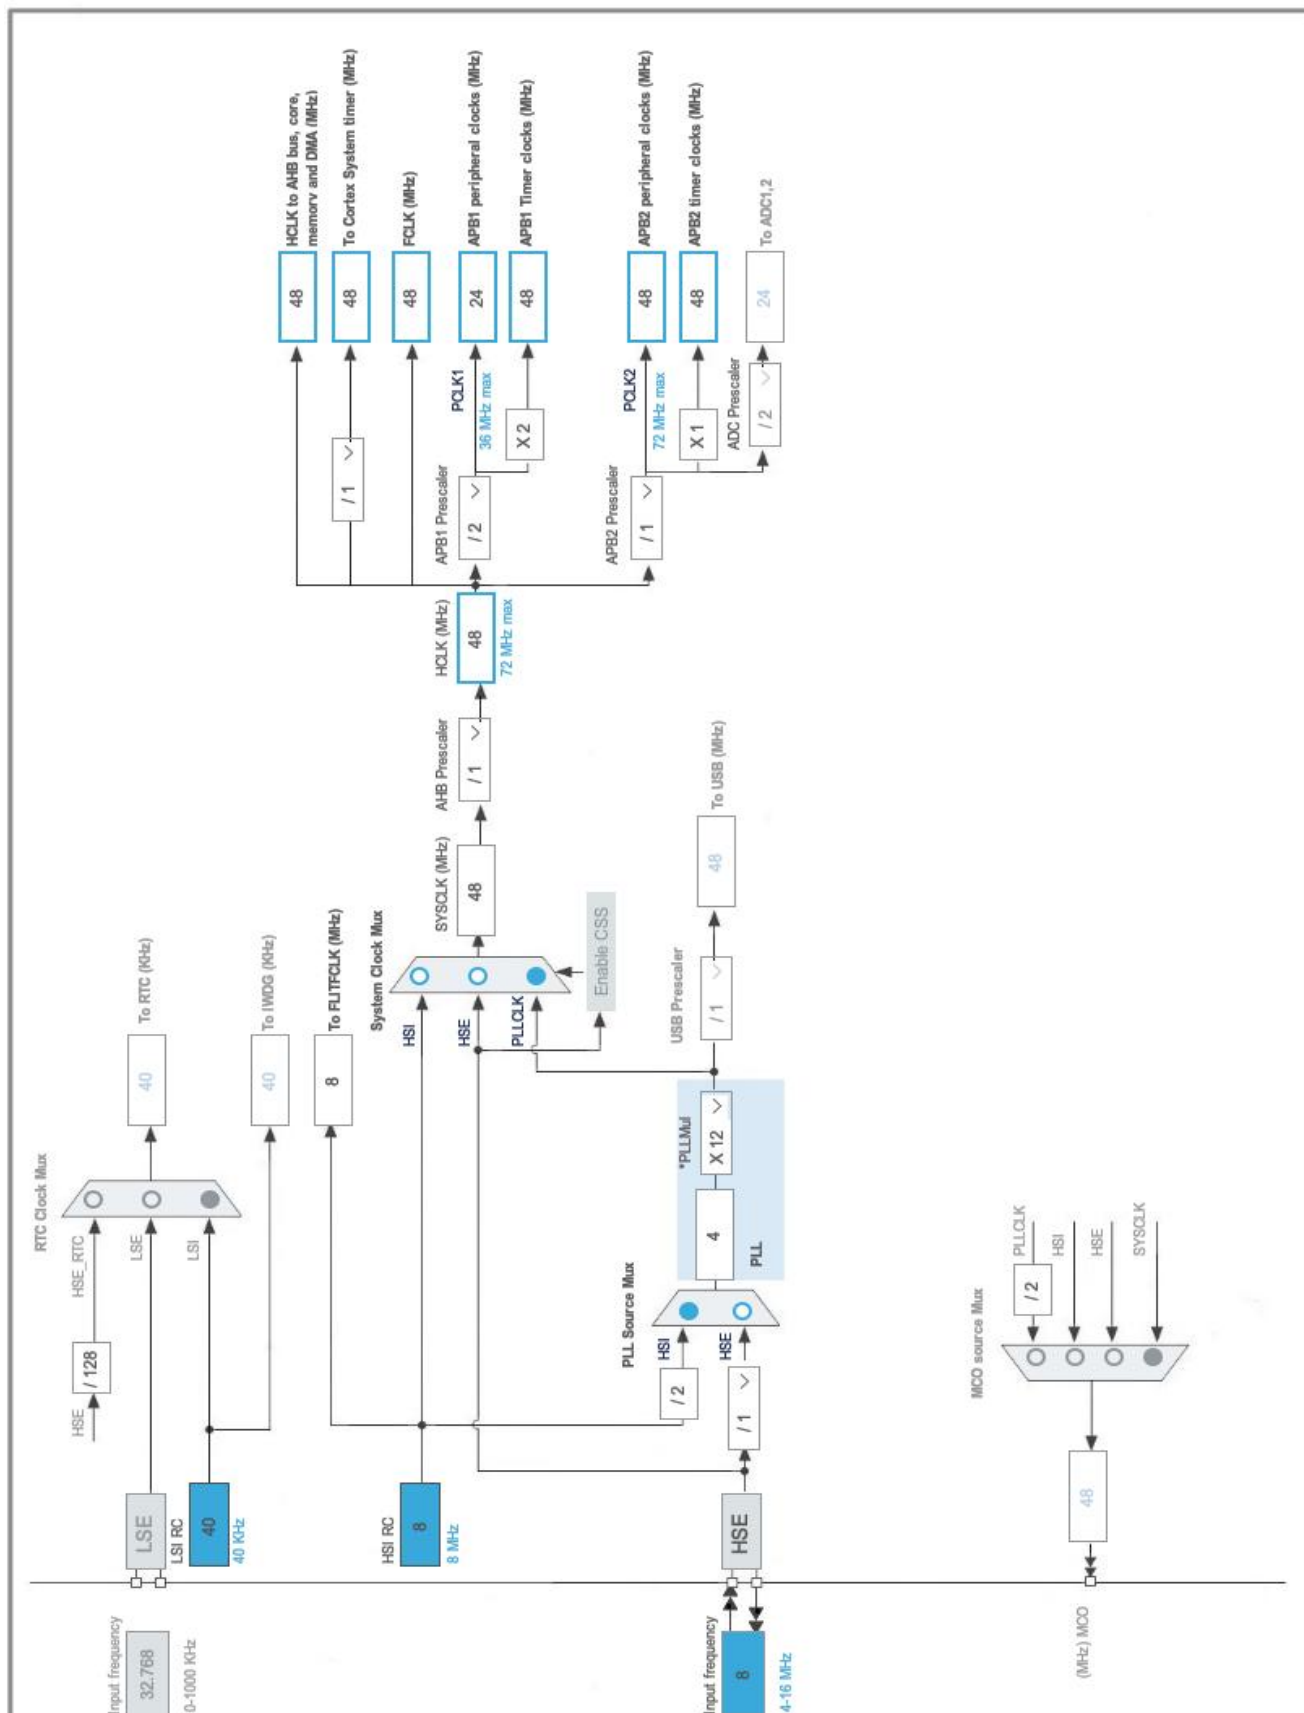 Input frequency
32.768
0-1000 KHz
LSE
LSI RC
40
40 KHz
HSE
/ 128
HSE_RTC
LSE
LSI
RTC Clock Mux
40
To RTC (KHz)
40
To IWDG (KHz)
HSI RC
8
8 MHz
8
To FLITFCLK (MHz)
System Clock Mux
HSI
HSE
PLLCLK
Enable CSS
SYSCLK (MHz)
48
AHB Prescaler
/ 1
HCLK (MHz)
48
72 MHz max
48
HCLK to AHB bus, core,
memory and DMA (MHz)
/ 1
48
To Cortex System timer (MHz)
48
FCLK (MHz)
APB1 Prescaler
/ 2
PCLK1
36 MHz max
24
APB1 peripheral clocks (MHz)
X 2
48
APB1 Timer clocks (MHz)
APB2 Prescaler
/ 1
PCLK2
72 MHz max
48
APB2 peripheral clocks (MHz)
X 1
48
APB2 timer clocks (MHz)
ADC Prescaler
/ 2
24
To ADC1,2
Input frequency
8
4-16 MHz
HSE
PLL Source Mux
/ 2
HSI
/ 1
HSE
4
PLL
*PLLMul
X 12
USB Prescaler
/ 1
48
To USB (MHz)
MCO source Mux
/ 2
PLLCLK
HSI
HSE
SYSCLK
48
(MHz) MCO